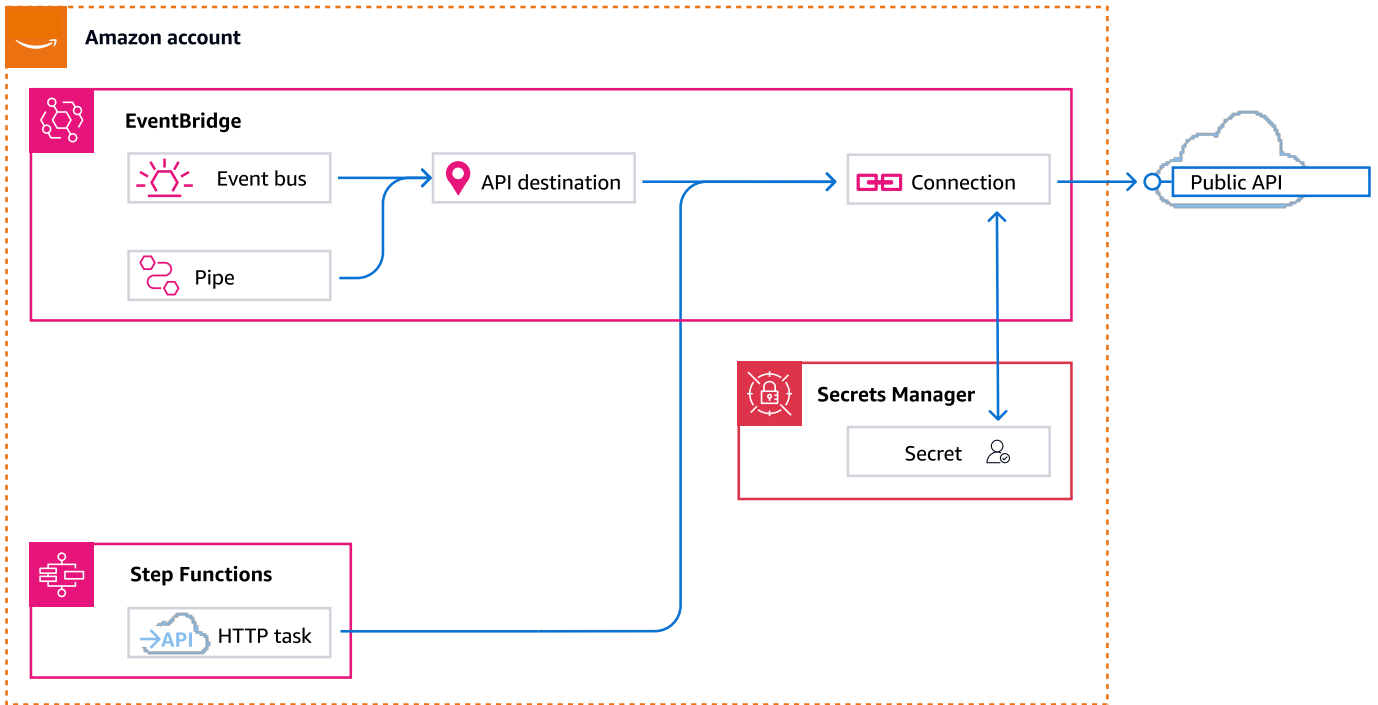 Amazon account
EventBridge
Event bus
API destination
Connection
Public API
Pipe
Secrets Manager
Secret
Step Functions
API
HTTP task